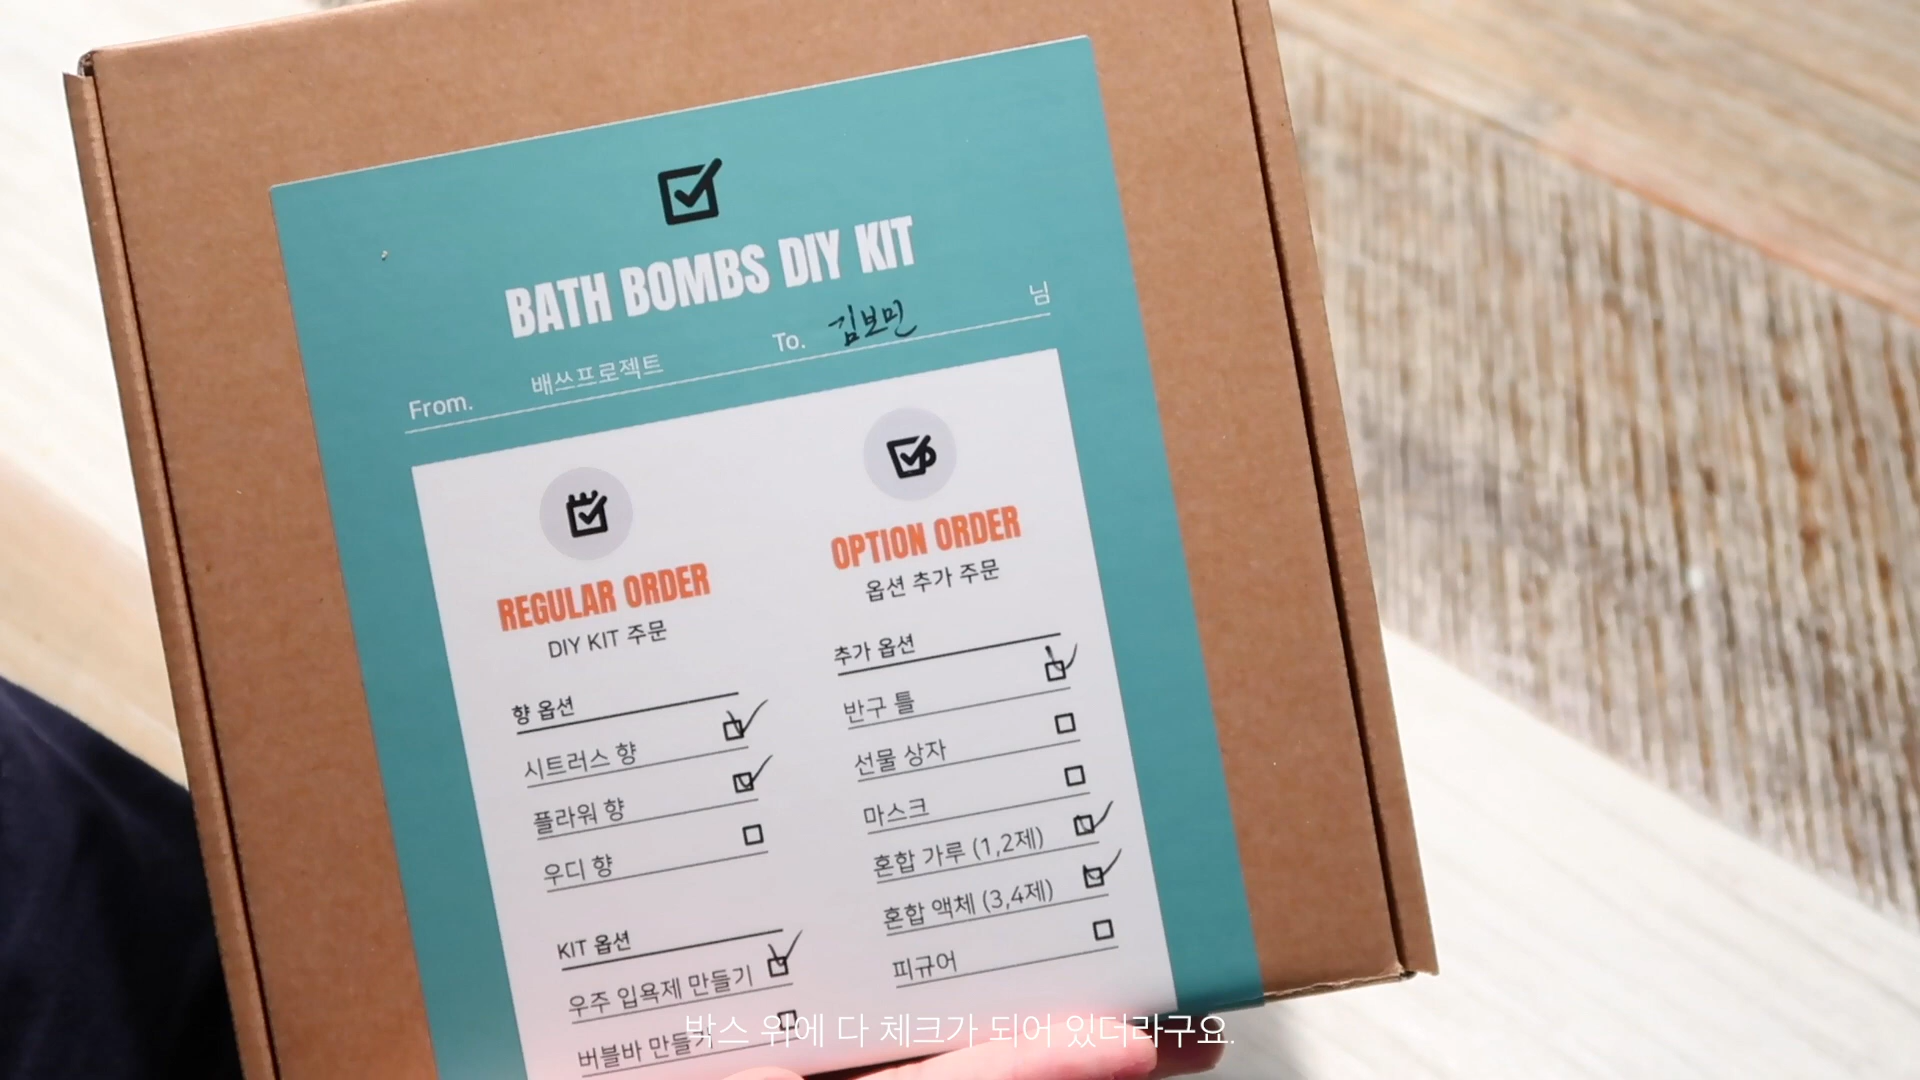 BATH BOMBS DIY KIT
From. 배쓰프로젝트 To. 김보민 님
REGULAR ORDER
DIY KIT 주문
향 옵션
시트러스 향
플라워 향
우디 향
KIT 옵션
우주 입욕제 만들기
버블바 만들기
OPTION ORDER
옵션 추가 주문
추가 옵션
반구 틀
선물 상자
마스크
혼합 가루 (1,2제)
혼합 액체 (3,4제)
피규어
박스 위에 다 체크가 되어 있더라구요.